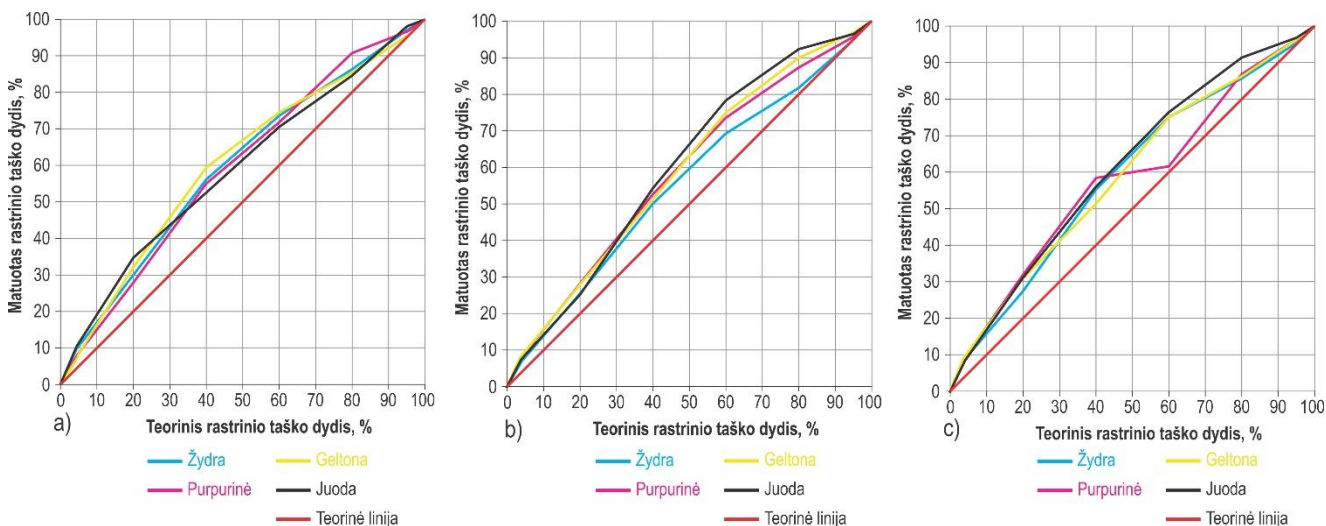 Matuotas rastrinio taško dydis, %
100
90
80
70
60
50
40
30
20
10
0
0 10 20 30 40 50 60 70 80 90 100
a)
Teorinis rastrinio taško dydis, %
Žydra Geltona
Purpurinė Juoda
Teorinė linija
Matuotas rastrinio taško dydis, %
100
90
80
70
60
50
40
30
20
10
0
0 10 20 30 40 50 60 70 80 90 100
b)
Teorinis rastrinio taško dydis, %
Žydra Geltona
Purpurinė Juoda
Teorinė linija
Matuotas rastrinio taško dydis, %
100
90
80
70
60
50
40
30
20
10
0
0 10 20 30 40 50 60 70 80 90 100
c)
Teorinis rastrinio taško dydis, %
Žydra Geltona
Purpurinė Juoda
Teorinė linija